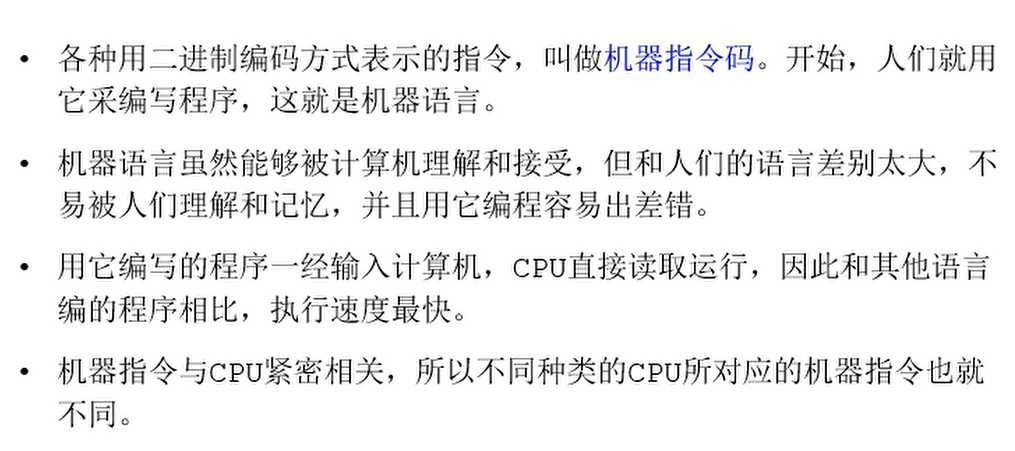 • 各种用二进制编码方式表示的指令，叫做机器指令码。开始，人们就用
它采编写程序，这就是机器语言。
• 机器语言虽然能够被计算机理解和接受，但和人们的语言差别太大，不
易被人们理解和记忆，并且用它编程容易出差错。
• 用它编写的程序一经输入计算机，CPU直接读取运行，因此和其他语言
编的程序相比，执行速度最快。
• 机器指令与CPU紧密相关，所以不同种类的CPU所对应的机器指令也就
不同。